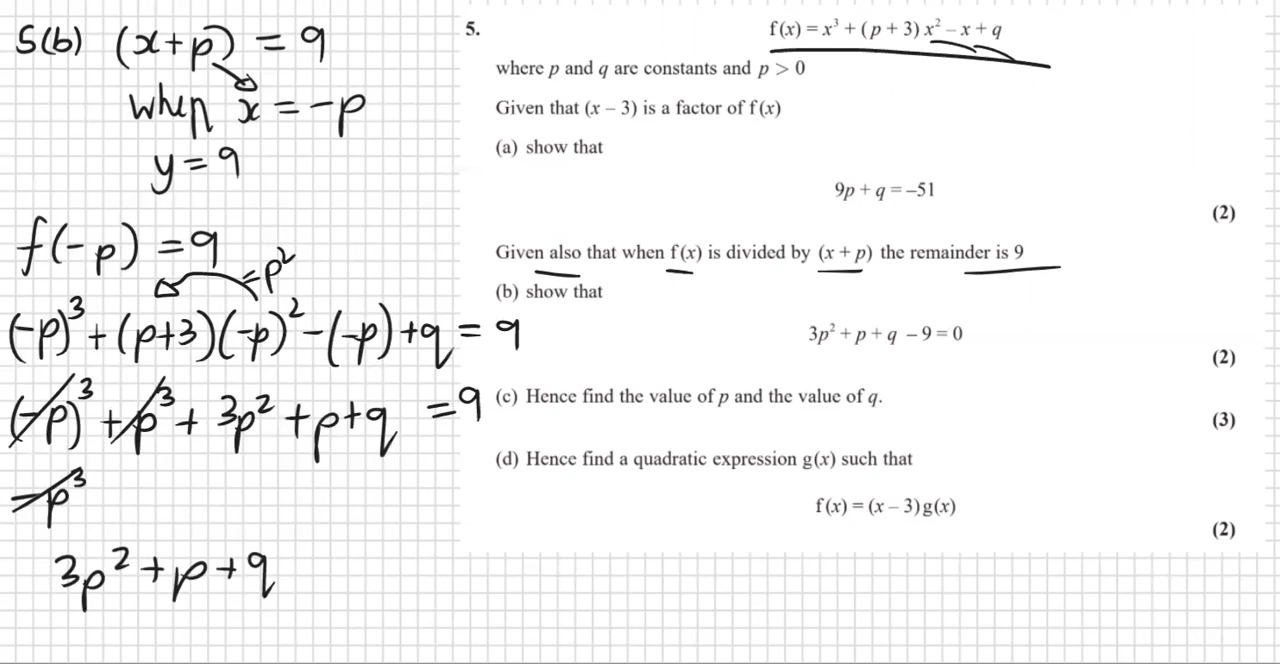 5(b) (x+p) = 9
when x = -p
y = 9
f(-p) = 9
= p²
(-p)³ + (p+3)(-p)² - (-p) + q = 9
(-p)³ + p³ + 3p² + p + q = 9
-p³
3p² + p + q
5. f(x) = x³ + (p + 3) x² − x + q
where p and q are constants and p > 0
Given that (x − 3) is a factor of f(x)
(a) show that
9p + q = −51
(2)
Given also that when f(x) is divided by (x + p) the remainder is 9
(b) show that
3p² + p + q − 9 = 0
(2)
(c) Hence find the value of p and the value of q.
(3)
(d) Hence find a quadratic expression g(x) such that
f(x) = (x − 3)g(x)
(2)